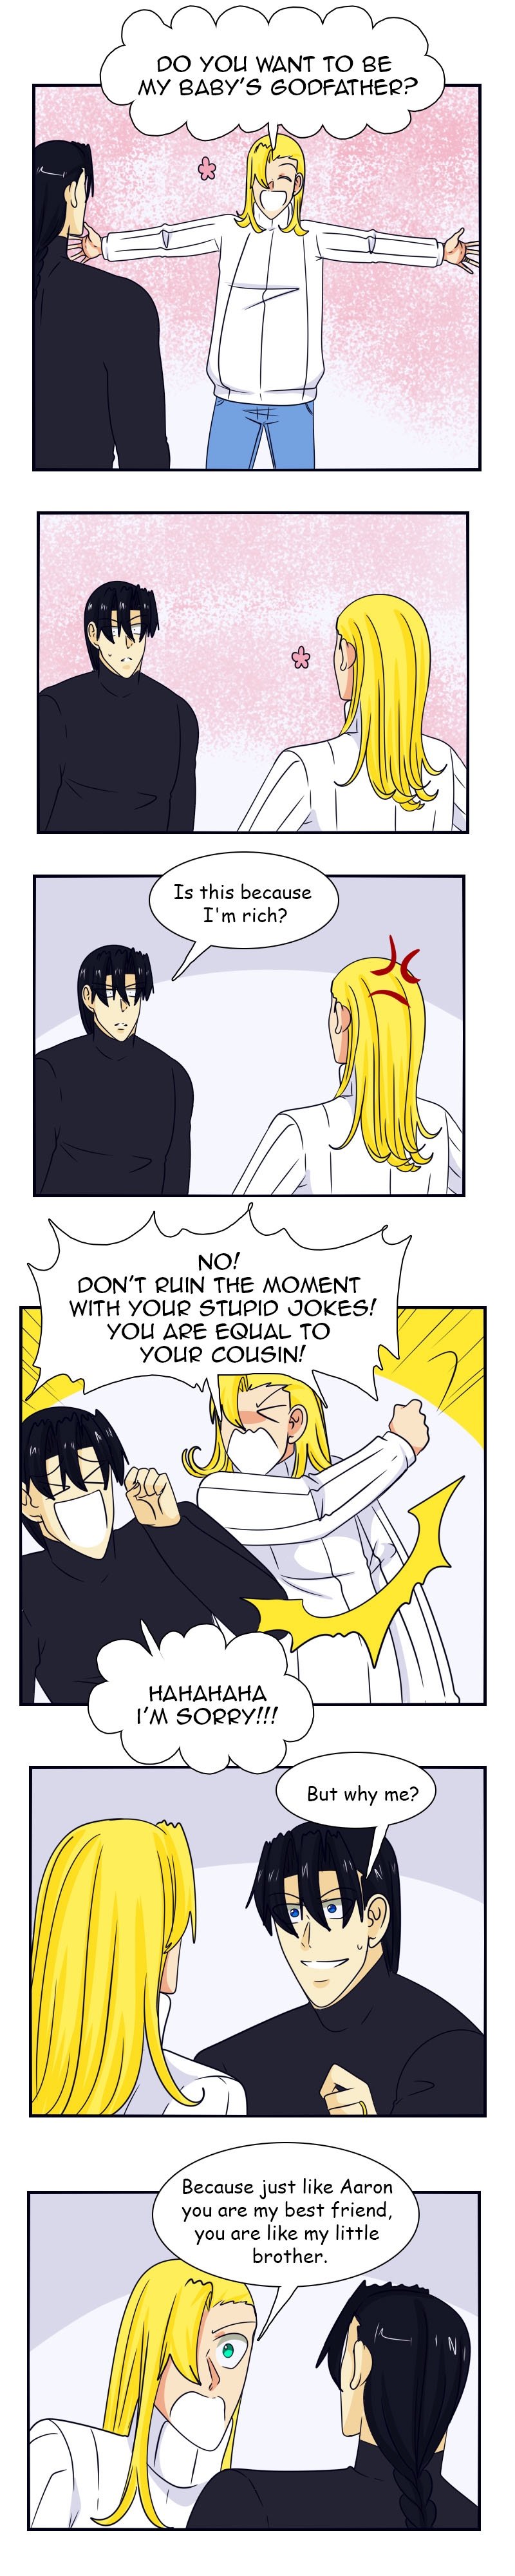 DO YOU WANT TO BE
MY BABY'S GODFATHER?
Is this because
I'm rich?
NO!
DON'T RUIN THE MOMENT
WITH YOUR STUPID JOKES!
YOU ARE EQUAL TO
YOUR COUSIN!
HAHAHAHA
I'M SORRY!!!
But why me?
Because just like Aaron
you are my best friend,
you are like my little
brother.